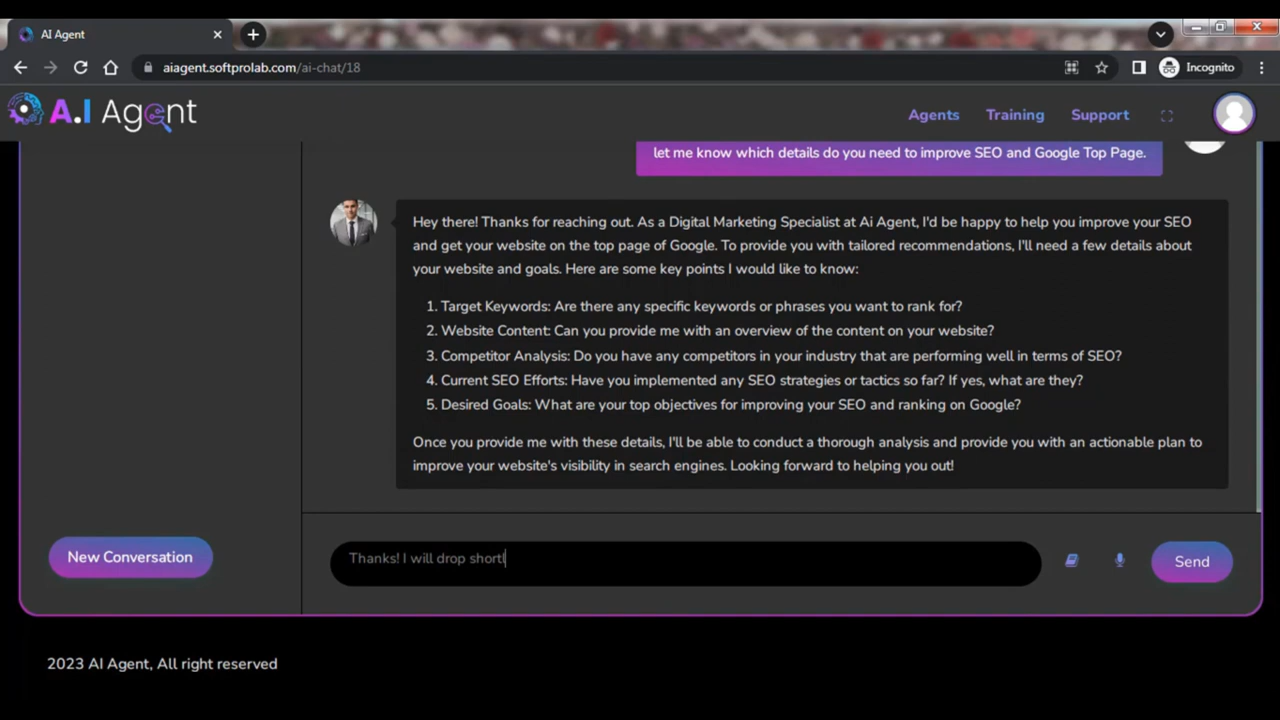 AI Agent
aiagent.softprolab.com/ai-chat/18
Incognito
A.I Agent
Agents
Training
Support
let me know which details do you need to improve SEO and Google Top Page.
Hey there! Thanks for reaching out. As a Digital Marketing Specialist at Ai Agent, I'd be happy to help you improve your SEO
and get your website on the top page of Google. To provide you with tailored recommendations, I'll need a few details about
your website and goals. Here are some key points I would like to know:
1. Target Keywords: Are there any specific keywords or phrases you want to rank for?
2. Website Content: Can you provide me with an overview of the content on your website?
3. Competitor Analysis: Do you have any competitors in your industry that are performing well in terms of SEO?
4. Current SEO Efforts: Have you implemented any SEO strategies or tactics so far? If yes, what are they?
5. Desired Goals: What are your top objectives for improving your SEO and ranking on Google?
Once you provide me with these details, I'll be able to conduct a thorough analysis and provide you with an actionable plan to
improve your website's visibility in search engines. Looking forward to helping you out!
New Conversation
Thanks! I will drop shortl
Send
2023 AI Agent, All right reserved